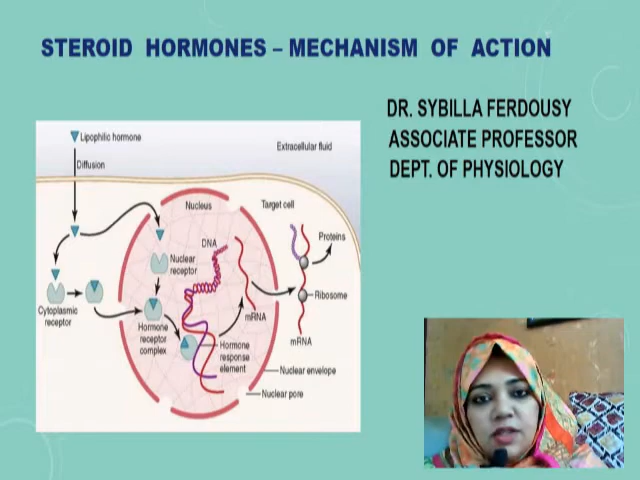 STEROID HORMONES – MECHANISM OF ACTION
DR. SYBILLA FERDOUSY
ASSOCIATE PROFESSOR
DEPT. OF PHYSIOLOGY
Lipophilic hormone
Extracellular fluid
Diffusion
Nucleus
Target cell
DNA
Proteins
Nuclear
receptor
Ribosome
Cytoplasmic
receptor
mRNA
Hormone
receptor
complex
mRNA
Hormone
response
element
Nuclear envelope
Nuclear pore